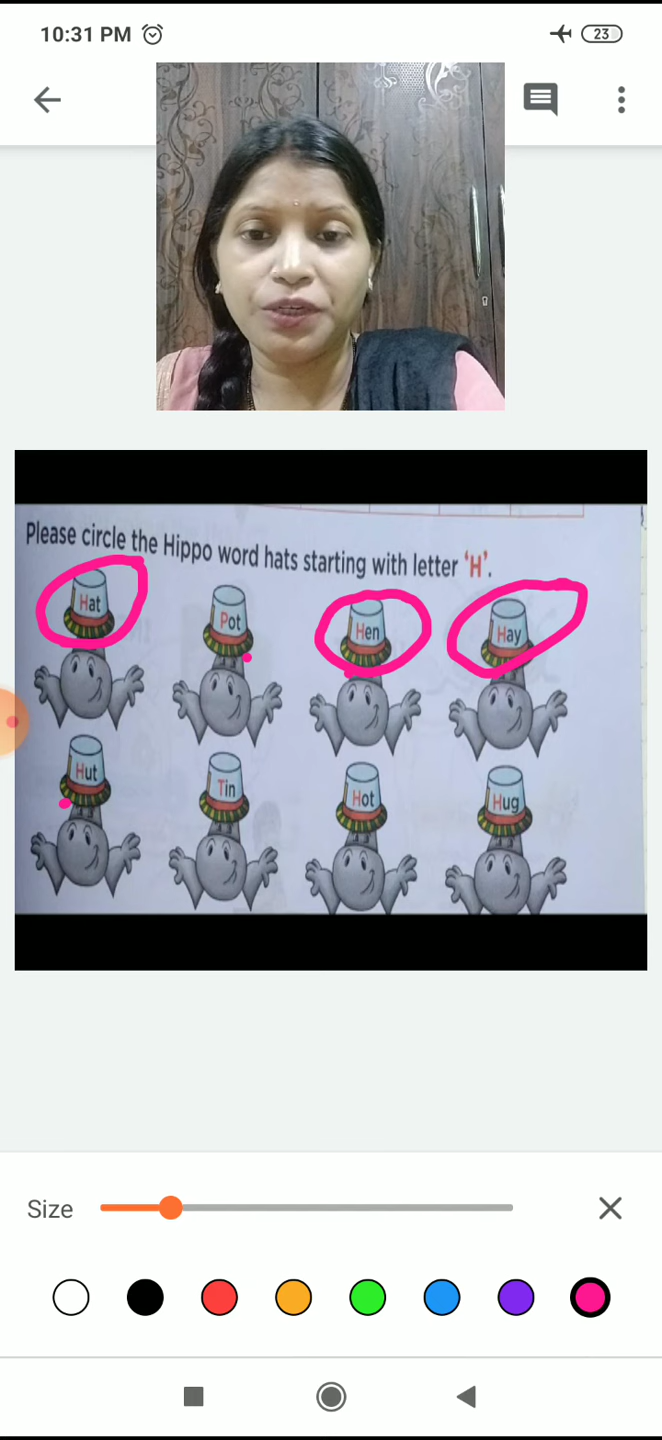 10:31 PM
23
Please circle the Hippo word hats starting with letter 'H'.
Hat
Pot
Hen
Hay
Hut
Tin
Hot
Hug
Size